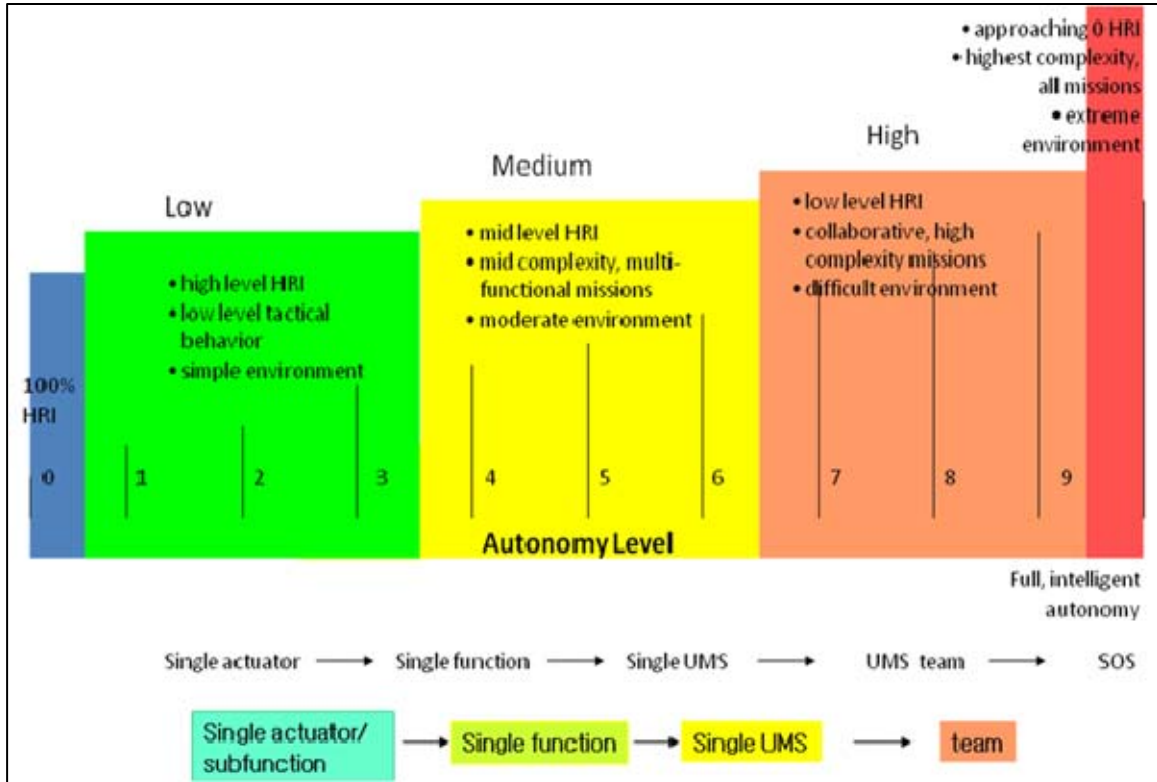 • approaching 0 HRI
• highest complexity,
all missions
• extreme
environment
High
Medium
Low
• low level HRI
• collaborative, high
complexity missions
• difficult environment
• mid level HRI
• mid complexity, multi-
functional missions
• moderate environment
• high level HRI
• low level tactical
behavior
• simple environment
100%
HRI
0 1 2 3 4 5 6 7 8 9
Autonomy Level
Full, intelligent
autonomy
Single actuator Single function Single UMS UMS team SOS
Single actuator/
subfunction
Single function
Single UMS
team